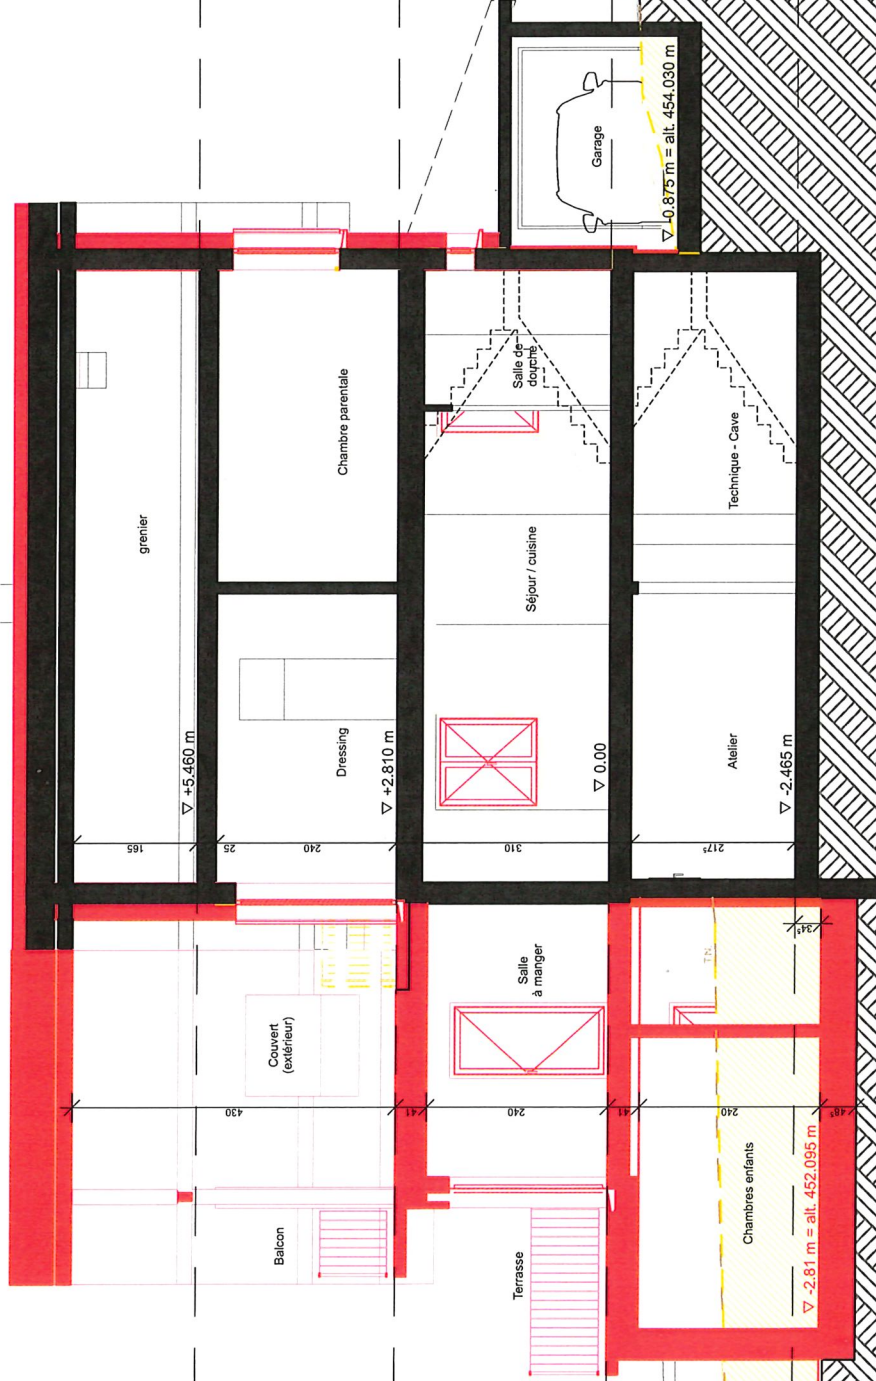 grenier
▽ +5.460 m
165
Chambre parentale
Dressing
▽ +2.810 m
25
240
Salle de
douche
Séjour / cuisine
▽ 0.00
310
Garage
▽ -0.875 m = alt. 454.030 m
Technique - Cave
Atelier
▽ -2.465 m
217⁵
Couvert
(extérieur)
430
Balcon
41
Salle
à manger
240
Terrasse
41
T.N.
34⁵
240
48⁵
Chambres enfants
▽ -2.81 m = alt. 452.095 m